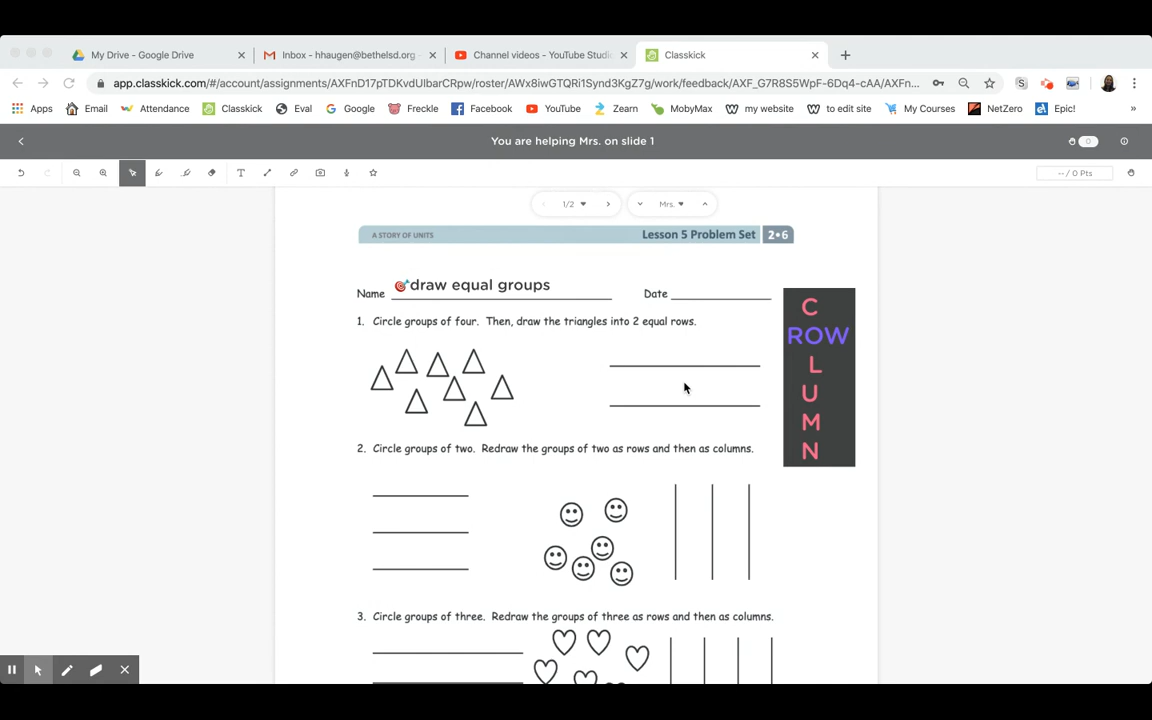 My Drive - Google Drive
Inbox - hhaugen@bethelsd.org -
Channel videos - YouTube Studio
Classkick
app.classkick.com/#/account/assignments/AXFnD17pTDKvdUlbarCRpw/roster/AWx8iwGTQRi1Synd3KgZ7g/work/feedback/AXF_G7R8S5WpF-6Dq4-cAA/AXFn...
Apps Email Attendance Classkick Eval Google Freckle Facebook YouTube Zearn MobyMax my website to edit site My Courses NetZero Epic! »
You are helping Mrs. on slide 1
0
T
-- / 0 Pts
1/2
Mrs.
A STORY OF UNITS
Lesson 5 Problem Set 2•6
Name draw equal groups Date
1. Circle groups of four. Then, draw the triangles into 2 equal rows.
C
ROW
L
U
M
N
2. Circle groups of two. Redraw the groups of two as rows and then as columns.
3. Circle groups of three. Redraw the groups of three as rows and then as columns.